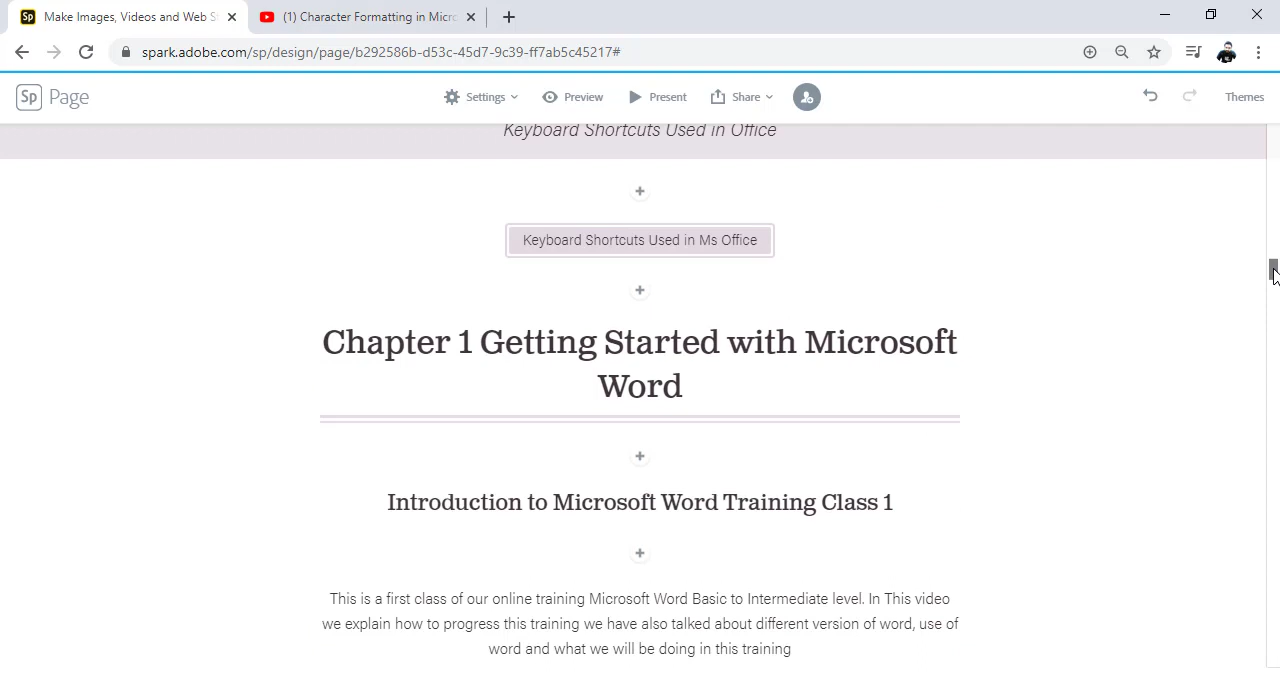 Sp Make Images, Videos and Web S
(1) Character Formatting in Micro
spark.adobe.com/sp/design/page/b292586b-d53c-45d7-9c39-ff7ab5c45217#
Sp Page
Settings
Preview
Present
Share
Themes
Keyboard Shortcuts Used in Office
Keyboard Shortcuts Used in Ms Office
Chapter 1 Getting Started with Microsoft
Word
Introduction to Microsoft Word Training Class 1
This is a first class of our online training Microsoft Word Basic to Intermediate level. In This video
we explain how to progress this training we have also talked about different version of word, use of
word and what we will be doing in this training